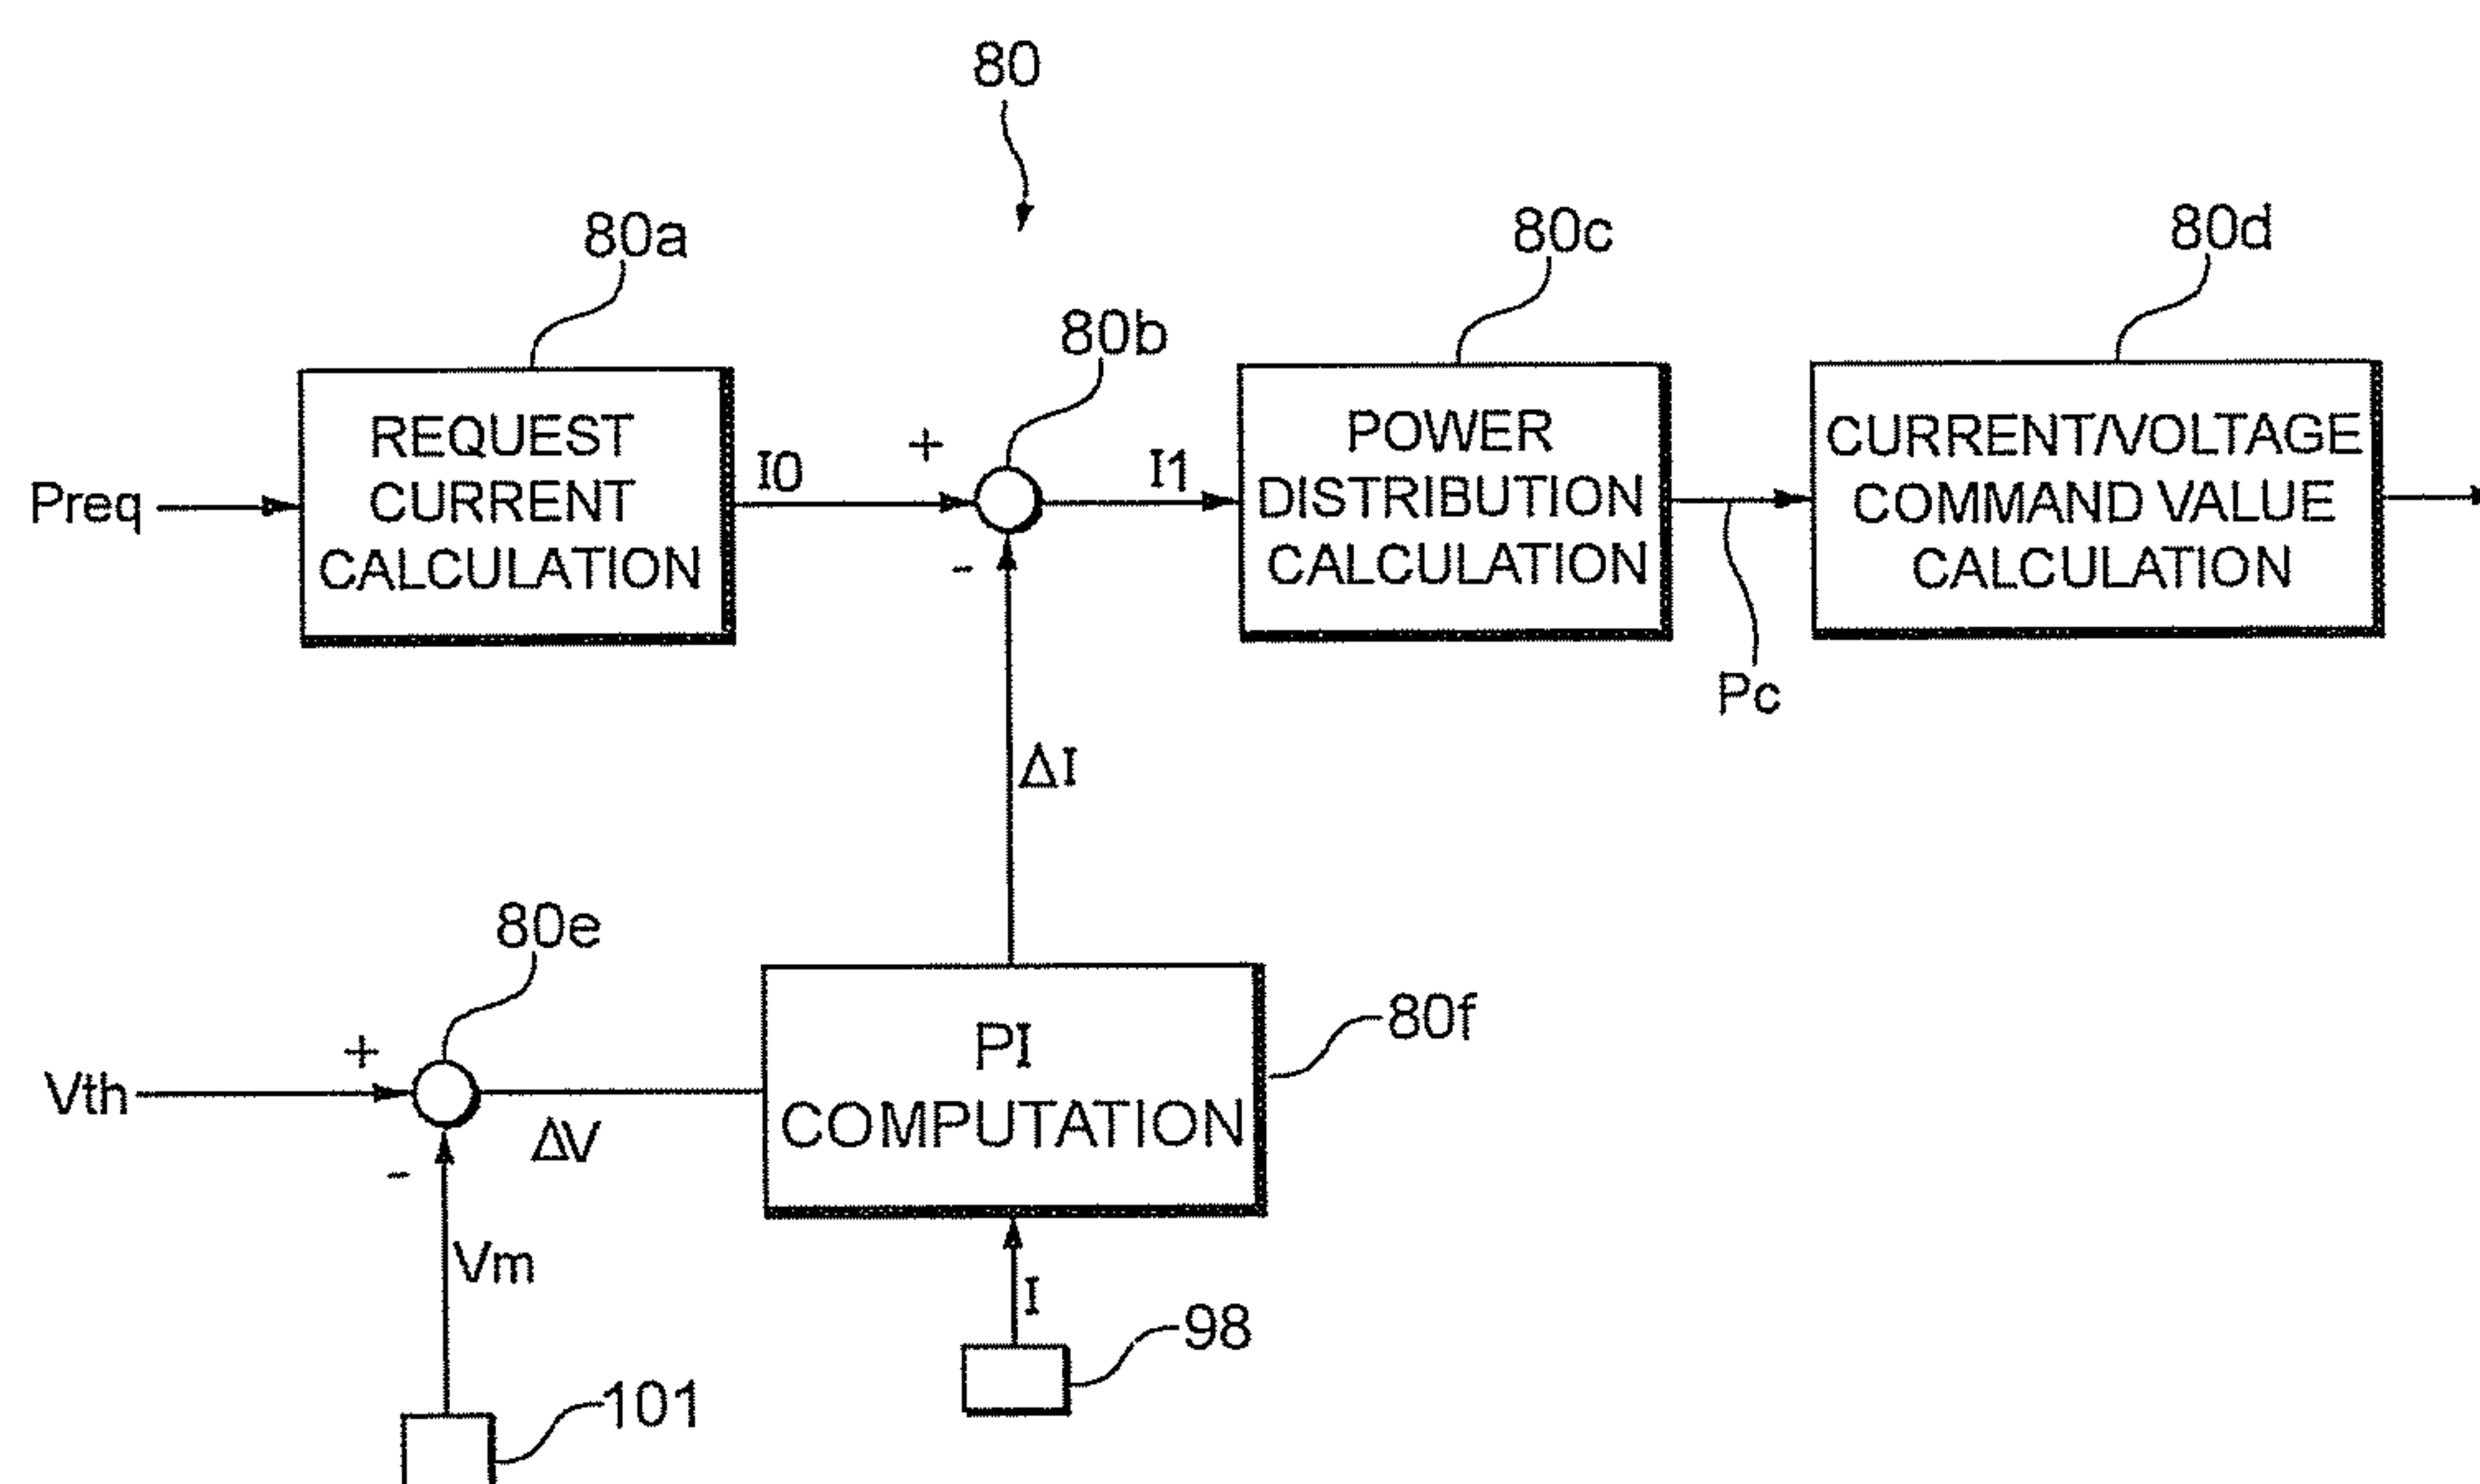 80
80a
80b
80c
80d
REQUEST
CURRENT
CALCULATION
POWER
DISTRIBUTION
CALCULATION
CURRENT/VOLTAGE
COMMAND VALUE
CALCULATION
Preq
I0
+
-
I1
Pc
ΔI
80e
80f
PI
COMPUTATION
Vth
+
-
ΔV
Vm
I
98
101